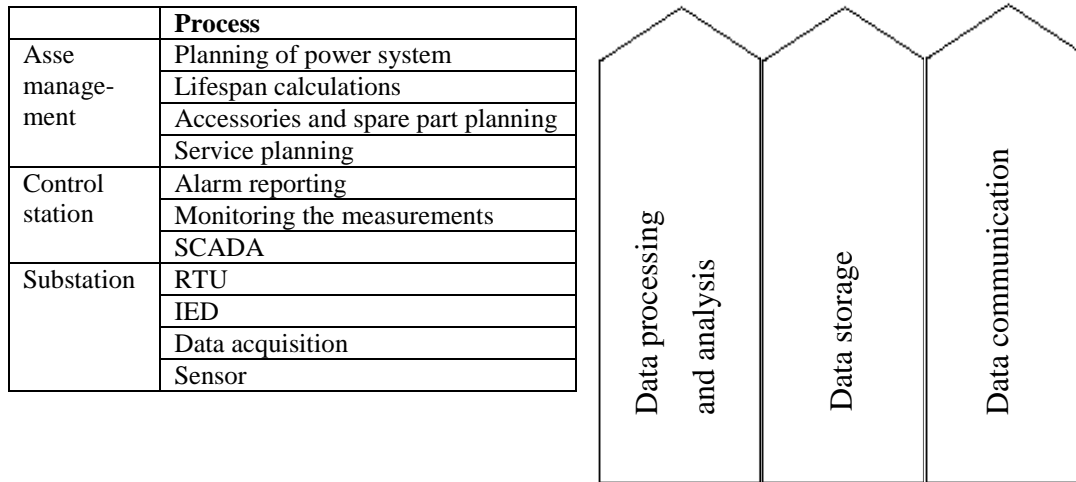 Process
Asse
manage-
ment
Planning of power system
Lifespan calculations
Accessories and spare part planning
Service planning
Control
station
Alarm reporting
Monitoring the measurements
SCADA
Substation
RTU
IED
Data acquisition
Sensor
Data processing
and analysis
Data storage
Data communication